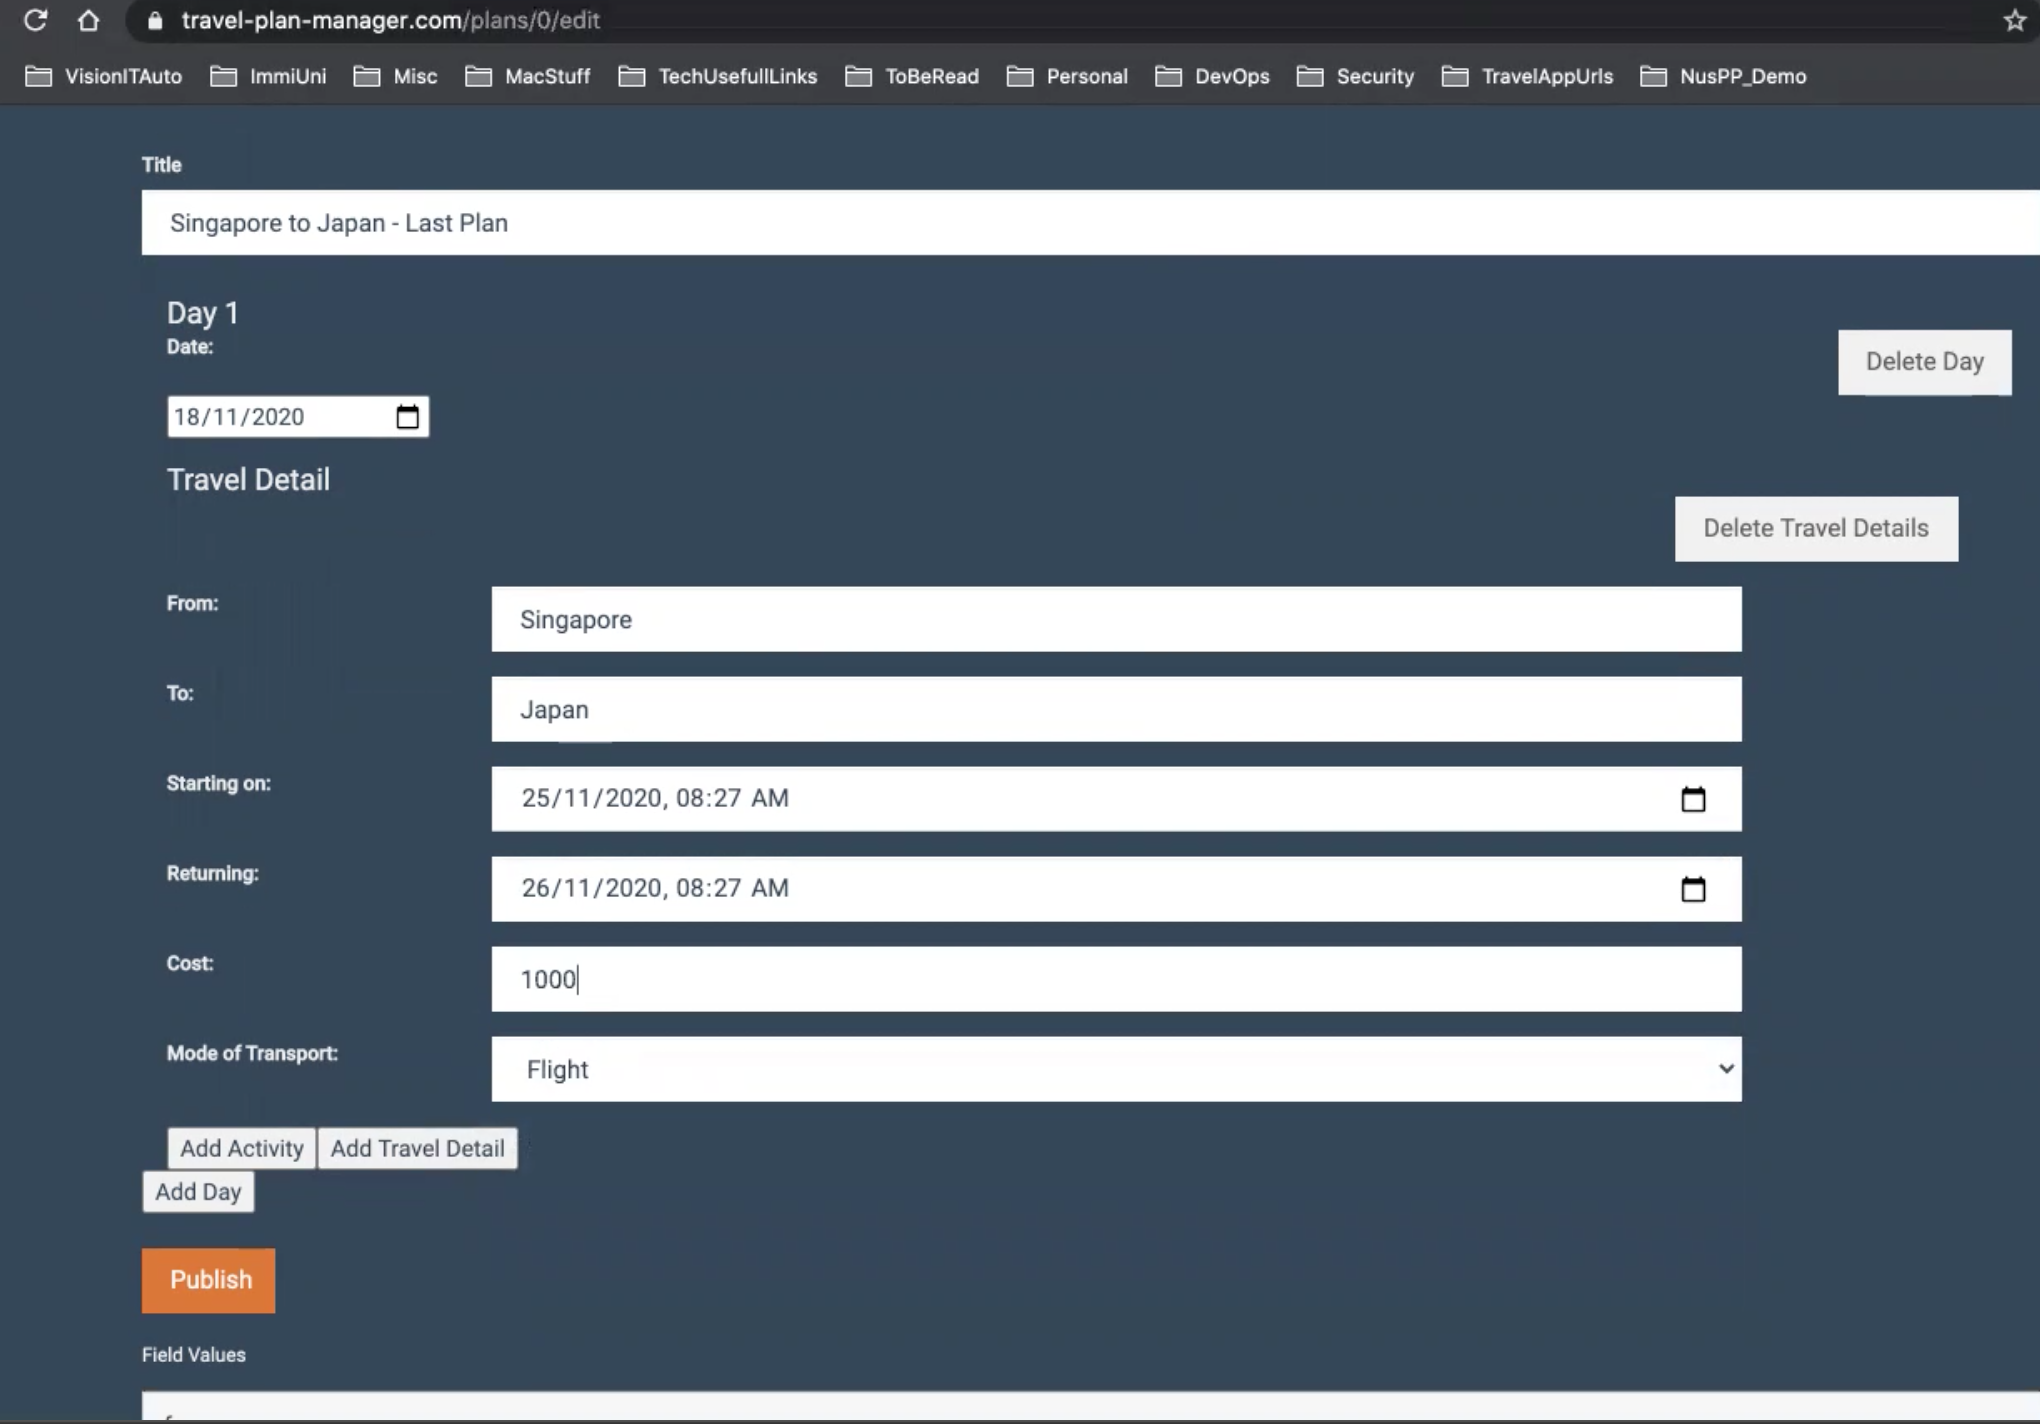 travel-plan-manager.com/plans/0/edit
VisionITAuto ImmiUni Misc MacStuff TechUsefullLinks ToBeRead Personal DevOps Security TravelAppUrls NusPP_Demo
Title
Singapore to Japan - Last Plan
Day 1
Date:
Delete Day
18/11/2020
Travel Detail
Delete Travel Details
From:
Singapore
To:
Japan
Starting on:
25/11/2020, 08:27 AM
Returning:
26/11/2020, 08:27 AM
Cost:
1000
Mode of Transport:
Flight
Add Activity Add Travel Detail
Add Day
Publish
Field Values